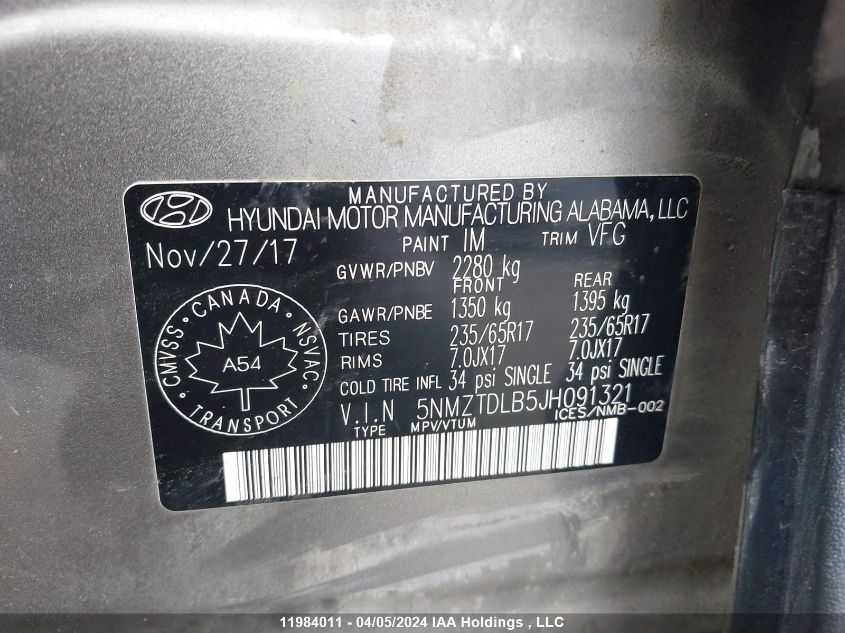 MANUFACTURED BY
HYUNDAI MOTOR MANUFACTURING ALABAMA, LLC
Nov/27/17 PAINT IM TRIM VFG
GVWR/PNBV 2280 kg
FRONT REAR
GAWR/PNBE 1350 kg 1395 kg
TIRES 235/65R17 235/65R17
RIMS 7.0JX17 7.0JX17
COLD TIRE INFL 34 psi SINGLE 34 psi SINGLE
V.I.N 5NMZTDLB5JH091321
TYPE MPV/VTUM ICES/NMB-002
CMVSS • CANADA • NSVAC • TRANSPORT •
A54
11984011 - 04/05/2024 IAA Holdings , LLC